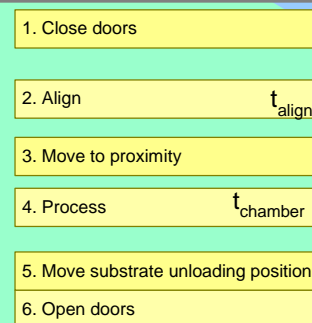 1. Close doors
2. Align t_align
3. Move to proximity
4. Process t_chamber
5. Move substrate unloading position
6. Open doors